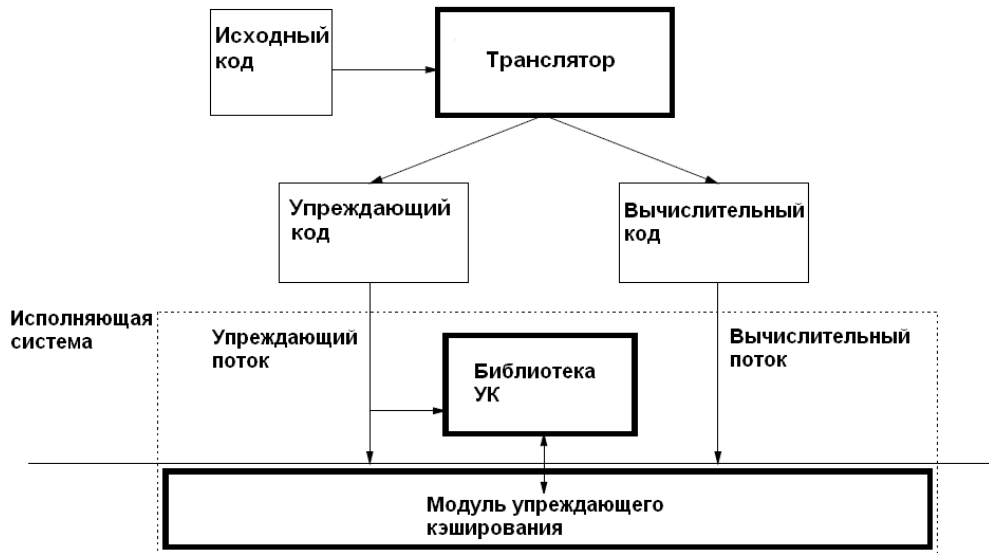 Исходный
код
Транслятор
Упреждающий
код
Вычислительный
код
Исполняющая
система
Упреждающий
поток
Вычислительный
поток
Библиотека
УК
Модуль упреждающего
кэширования